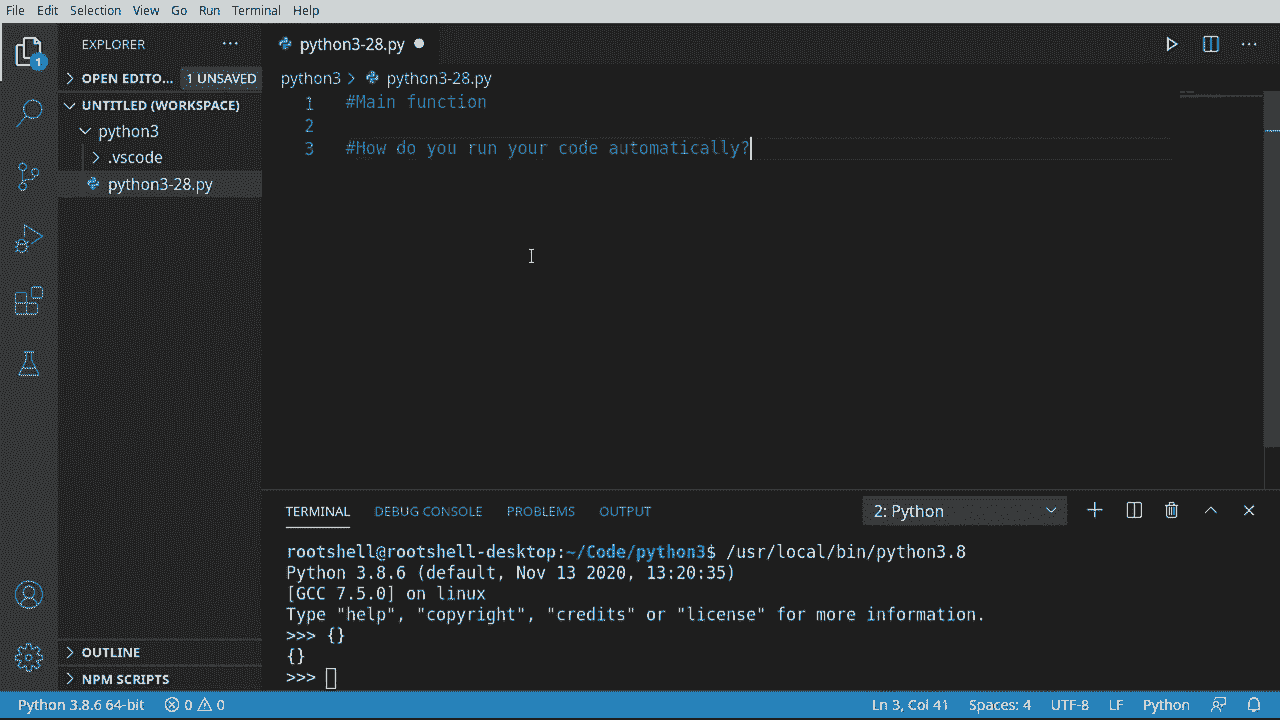 File Edit Selection View Go Run Terminal Help
EXPLORER
python3-28.py
OPEN EDITO... 1 UNSAVED
UNTITLED (WORKSPACE)
python3
.vscode
python3-28.py
OUTLINE
NPM SCRIPTS
python3 > python3-28.py
1 #Main function
2
3 #How do you run your code automatically?
TERMINAL DEBUG CONSOLE PROBLEMS OUTPUT 2: Python
rootshell@rootshell-desktop:~/Code/python3$ /usr/local/bin/python3.8
Python 3.8.6 (default, Nov 13 2020, 13:20:35)
[GCC 7.5.0] on linux
Type "help", "copyright", "credits" or "license" for more information.
>>> {}
{}
>>>
Python 3.8.6 64-bit 0 0 Ln 3, Col 41 Spaces: 4 UTF-8 LF Python
1